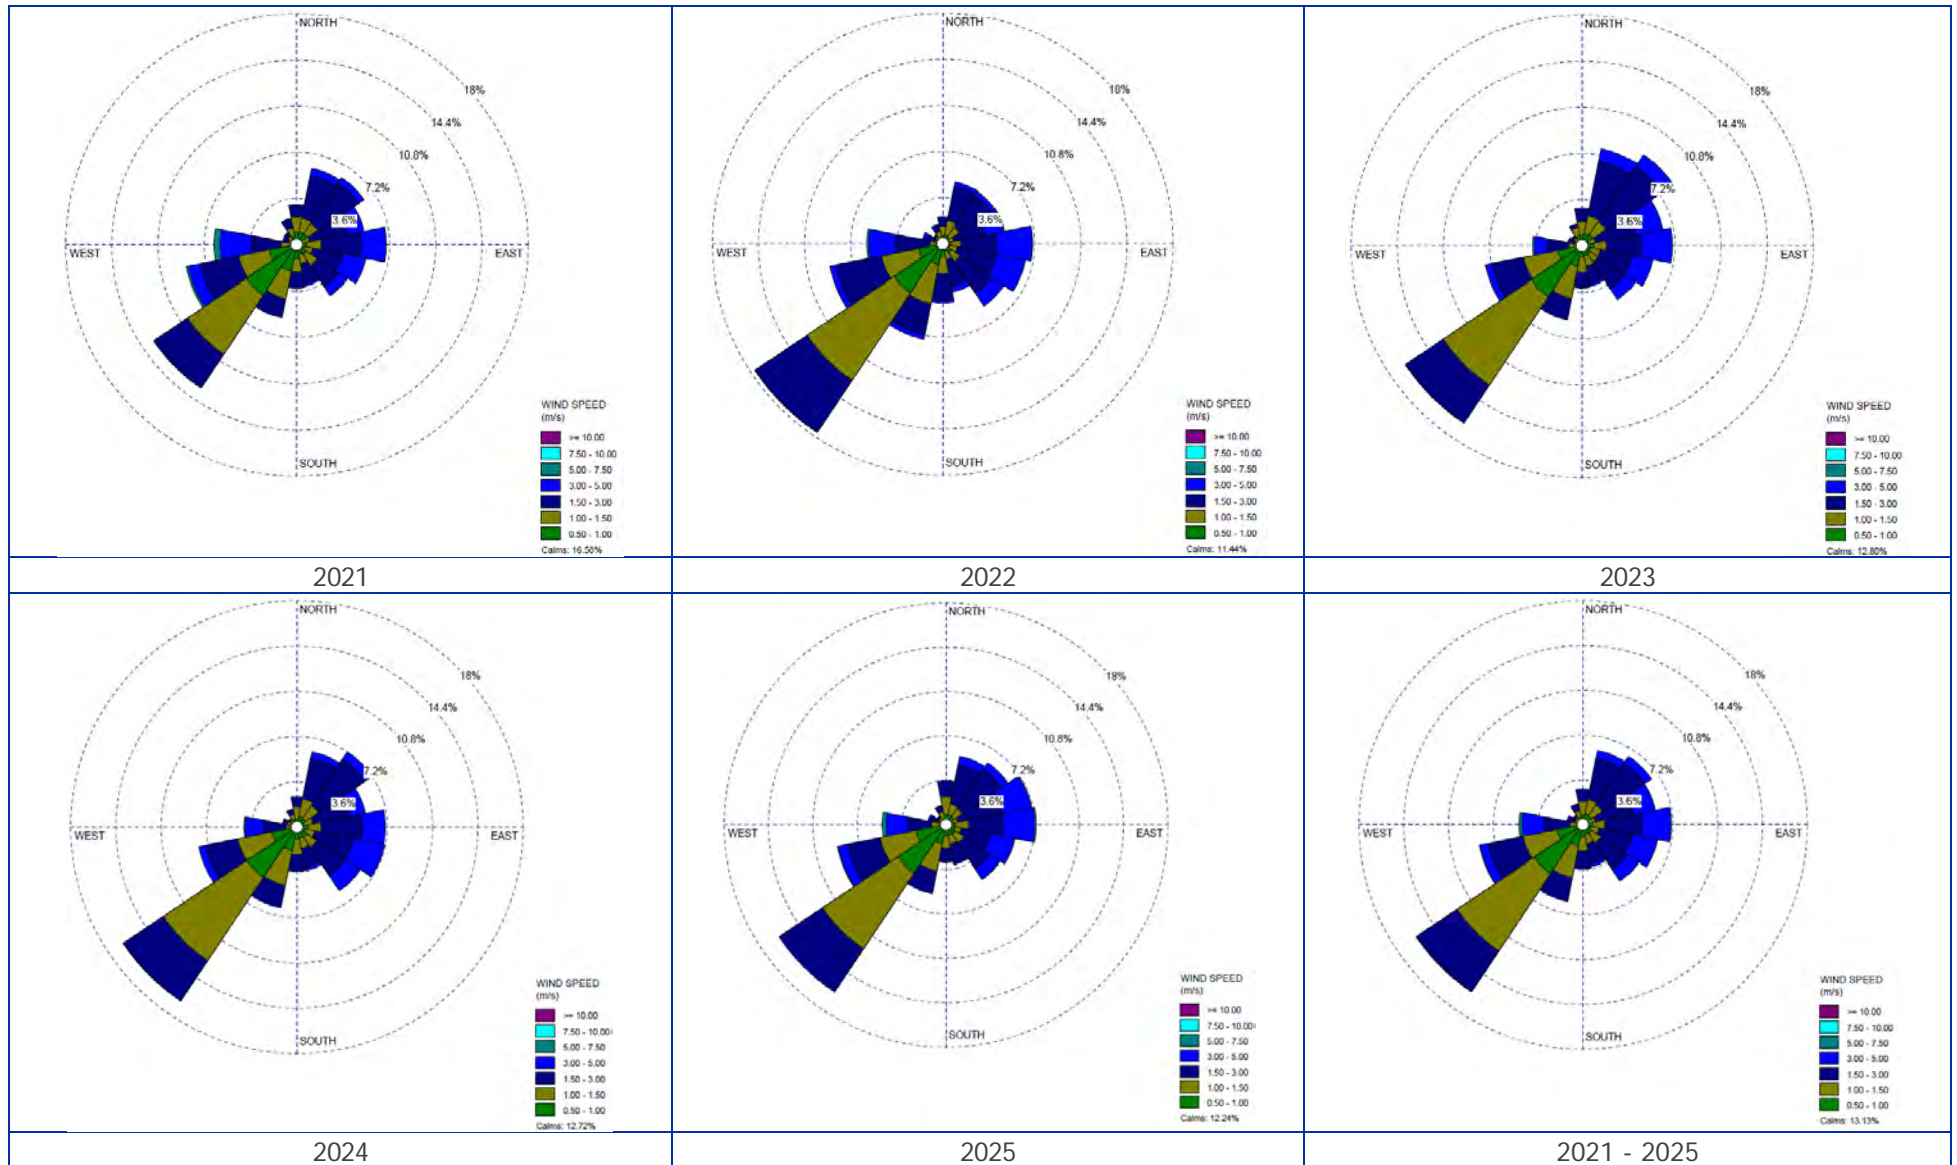 NORTH
18%
14.4%
10.8%
7.2%
3.6%
WEST
EAST
SOUTH
WIND SPEED
(m/s)
>= 10.00
7.50 - 10.00
5.00 - 7.50
3.00 - 5.00
1.50 - 3.00
1.00 - 1.50
0.50 - 1.00
Calms: 16.58%
2021
NORTH
18%
14.4%
10.8%
7.2%
3.6%
WEST
EAST
SOUTH
WIND SPEED
(m/s)
>= 10.00
7.50 - 10.00
5.00 - 7.50
3.00 - 5.00
1.50 - 3.00
1.00 - 1.50
0.50 - 1.00
Calms: 11.44%
2022
NORTH
18%
14.4%
10.8%
7.2%
3.6%
WEST
EAST
SOUTH
WIND SPEED
(m/s)
>= 10.00
7.50 - 10.00
5.00 - 7.50
3.00 - 5.00
1.50 - 3.00
1.00 - 1.50
0.50 - 1.00
Calms: 12.80%
2023
NORTH
18%
14.4%
10.8%
7.2%
3.6%
WEST
EAST
SOUTH
WIND SPEED
(m/s)
>= 10.00
7.50 - 10.00
5.00 - 7.50
3.00 - 5.00
1.50 - 3.00
1.00 - 1.50
0.50 - 1.00
Calms: 12.72%
2024
NORTH
18%
14.4%
10.8%
7.2%
3.6%
WEST
EAST
SOUTH
WIND SPEED
(m/s)
>= 10.00
7.50 - 10.00
5.00 - 7.50
3.00 - 5.00
1.50 - 3.00
1.00 - 1.50
0.50 - 1.00
Calms: 12.24%
2025
NORTH
18%
14.4%
10.8%
7.2%
3.6%
WEST
EAST
SOUTH
WIND SPEED
(m/s)
>= 10.00
7.50 - 10.00
5.00 - 7.50
3.00 - 5.00
1.50 - 3.00
1.00 - 1.50
0.50 - 1.00
Calms: 13.13%
2021 - 2025